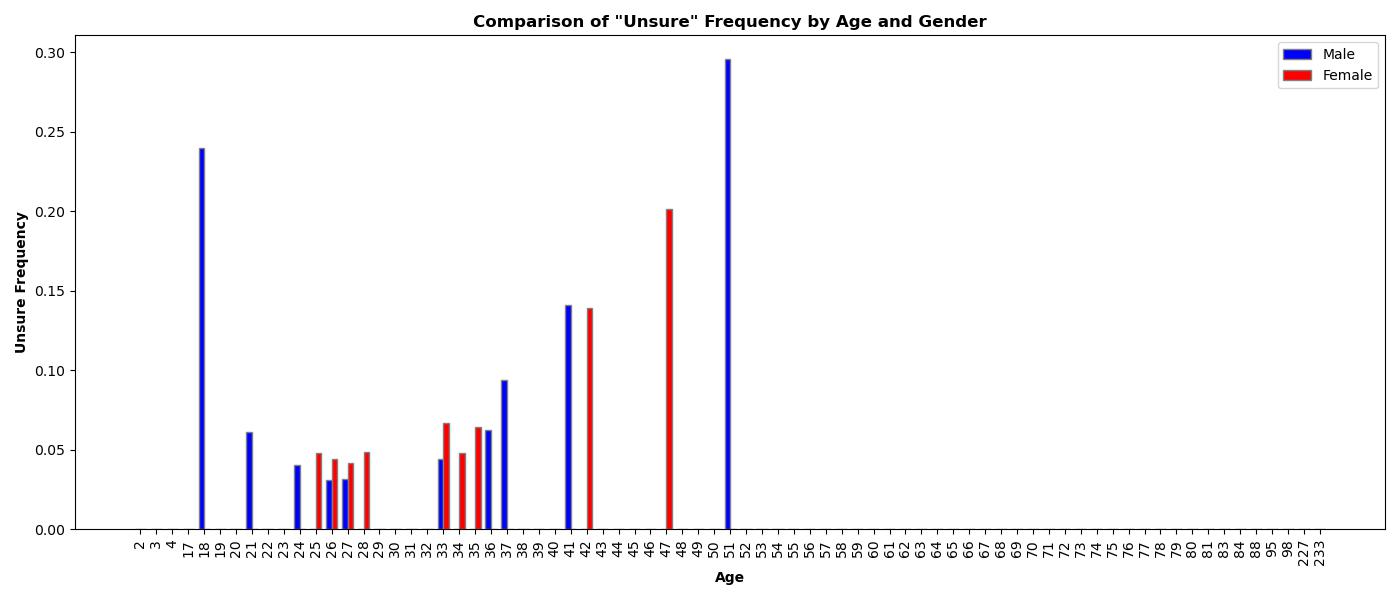 Comparison of "Unsure" Frequency by Age and Gender
Male
Female
Unsure Frequency
0.30
0.25
0.20
0.15
0.10
0.05
0.00
2 3 4 17 18 19 20 21 22 23 24 25 26 27 28 29 30 31 32 33 34 35 36 37 38 39 40 41 42 43 44 45 46 47 48 49 50 51 52 53 54 55 56 57 58 59 60 61 62 63 64 65 66 67 68 69 70 71 72 73 74 75 76 77 78 79 80 81 83 84 88 95 98 227 233
Age